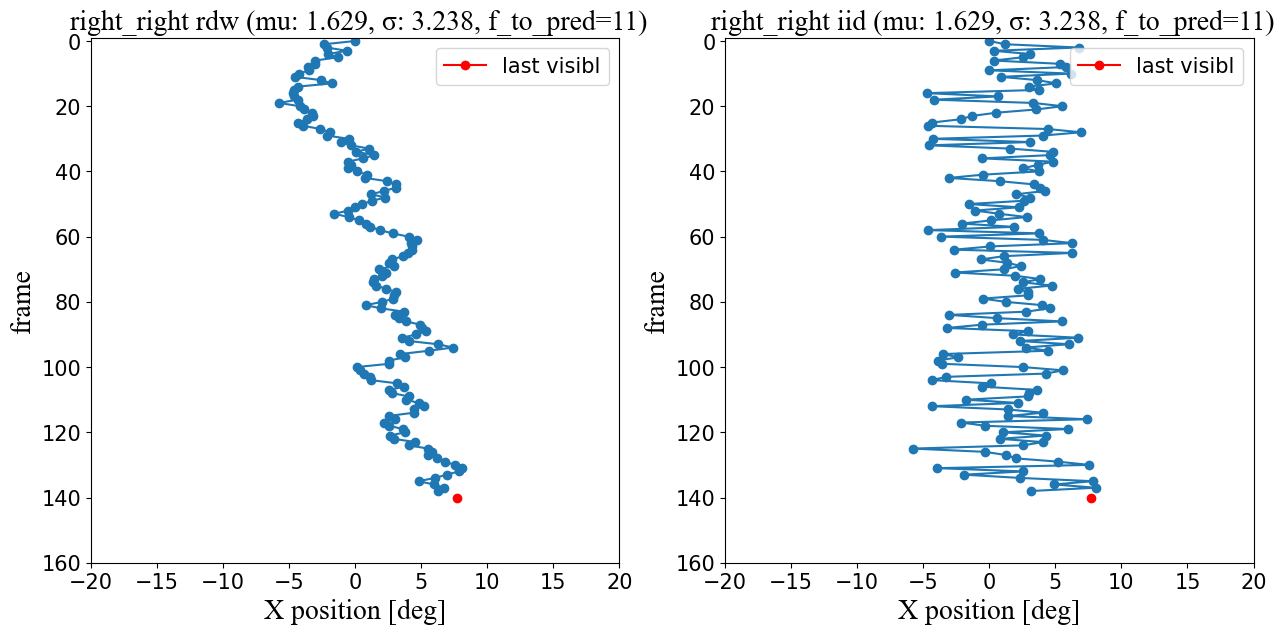 right_right rdw (mu: 1.629, σ: 3.238, f_to_pred=11)
last visibl
0
20
40
60
80
100
120
140
160
frame
−20 −15 −10 −5 0 5 10 15 20
X position [deg]
right_right iid (mu: 1.629, σ: 3.238, f_to_pred=11)
last visibl
0
20
40
60
80
100
120
140
160
frame
−20 −15 −10 −5 0 5 10 15 20
X position [deg]